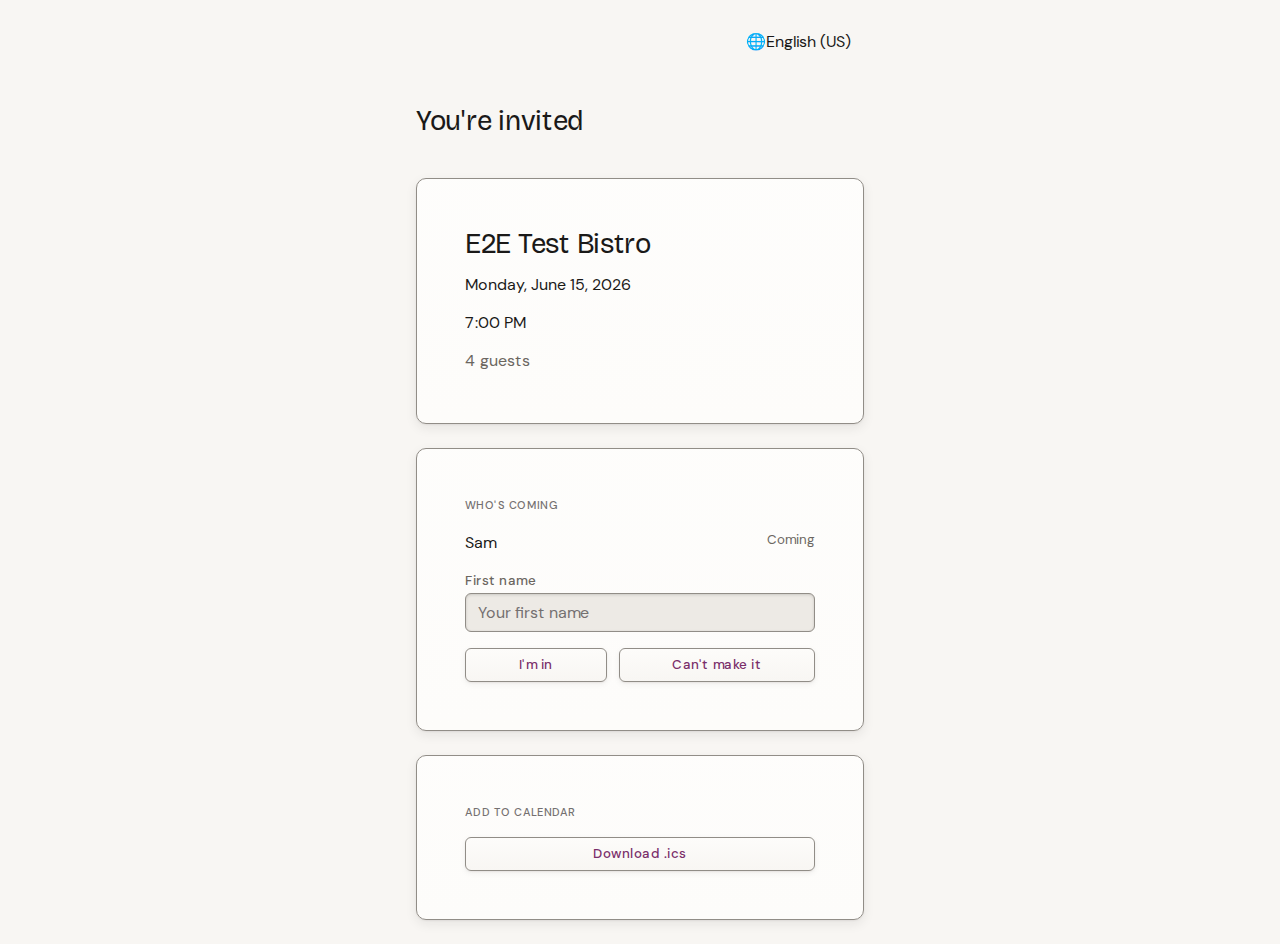 🌐English (US)
You're invited
E2E Test Bistro
Monday, June 15, 2026
7:00 PM
4 guests
WHO'S COMING
Sam Coming
First name
Your first name
I'm in Can't make it
ADD TO CALENDAR
Download .ics